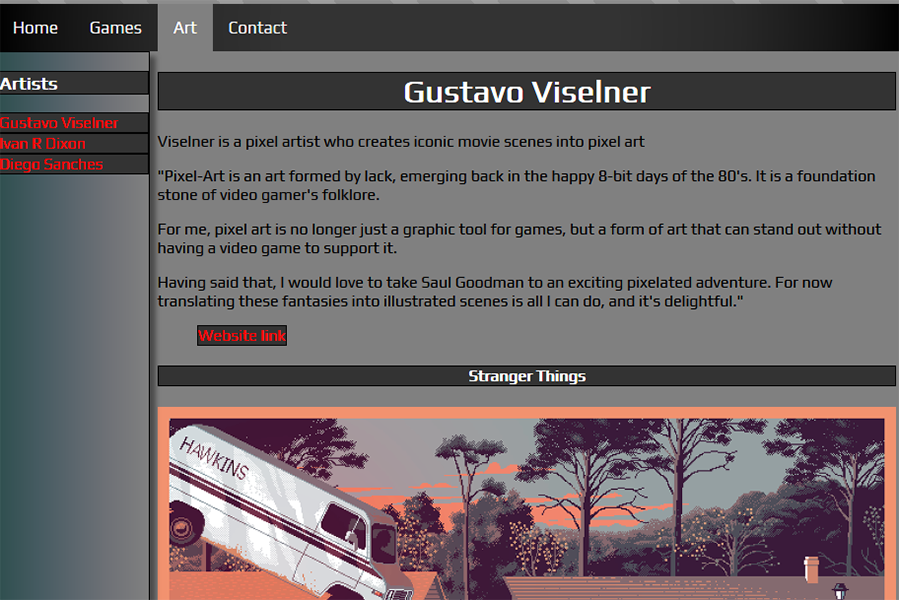 Home Games Art Contact
Artists
Gustavo Viselner
Ivan R Dixon
Diego Sanches
Gustavo Viselner
Viselner is a pixel artist who creates iconic movie scenes into pixel art
"Pixel-Art is an art formed by lack, emerging back in the happy 8-bit days of the 80's. It is a foundation
stone of video gamer's folklore.
For me, pixel art is no longer just a graphic tool for games, but a form of art that can stand out without
having a video game to support it.
Having said that, I would love to take Saul Goodman to an exciting pixelated adventure. For now
translating these fantasies into illustrated scenes is all I can do, and it's delightful."
Website link
Stranger Things
HAWKINS